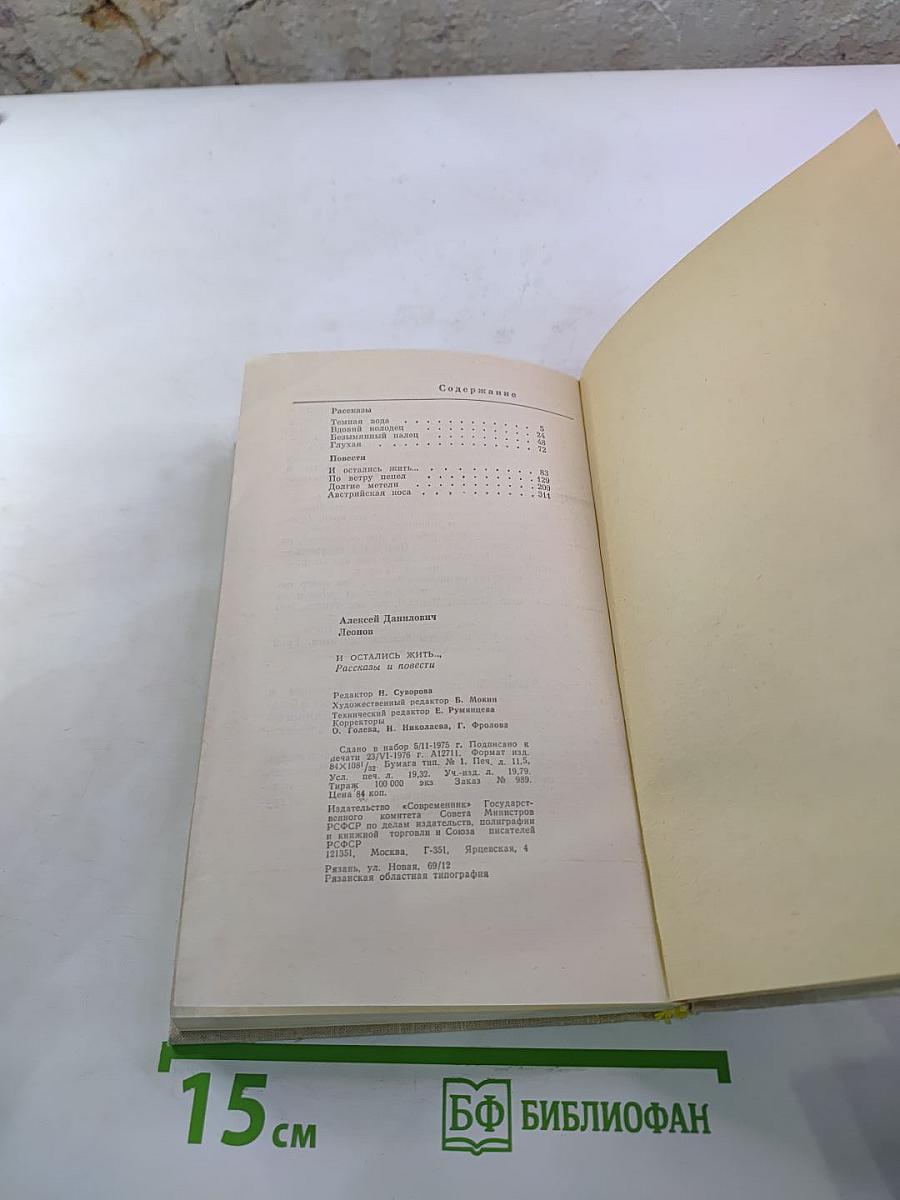 Содержание
Рассказы
Темная вода . . . . . . . . . . . . 5
Вдовий колодец . . . . . . . . . . 24
Безымянный палец . . . . . . . . . 48
Глухая . . . . . . . . . . . . . 72
Повести
И остались жить... . . . . . . . . . 83
По ветру пепел . . . . . . . . . . 129
Долгие метели . . . . . . . . . . . 209
Австрийская коса . . . . . . . . . . 311
Алексей Данилович
Леонов
И ОСТАЛИСЬ ЖИТЬ...
Рассказы и повести
Редактор Н. Суворова
Художественный редактор Б. Мокин
Технический редактор Е. Румянцева
Корректоры
О. Голева, Н. Николаева, Г. Фролова
Сдано в набор 5/11-1975 г. Подписано к
печати 23/VI-1976 г. А12711. Формат изд.
84×108 1/32 Бумага тип. № 1. Печ. л. 11,5.
Усл. печ. л. 19,32. Уч.-изд. л. 19,79.
Тираж 100 000 экз Заказ № 989.
Цена 84 коп.
Издательство «Современник» Государст-
венного комитета Совета Министров
РСФСР по делам издательств, полиграфии
и книжной торговли и Союза писателей
РСФСР
121351, Москва, Г-351, Ярцевская, 4
Рязань, ул. Новая, 69/12
Рязанская областная типография
15 см
БФ БИБЛИОФАН